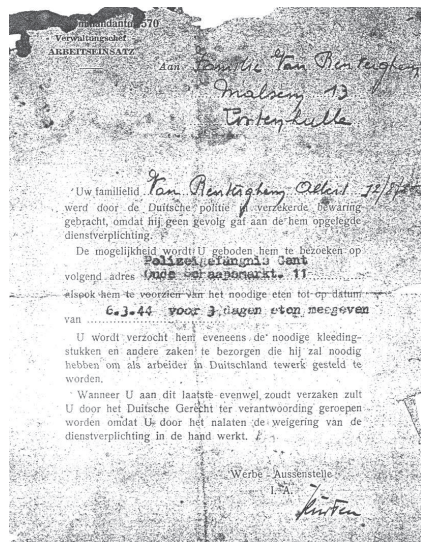 570
Verwaltungschef
ARBEITSEINSATZ
Aan Familie Van Renterghem
13
Uw familielid Van Renterghem
werd door de Duitsche politie in verzekerde bewaring
gebracht, omdat hij geen gevolg gaf aan de hem opgelegde
dienstverplichting.
De mogelijkheid wordt U geboden hem te bezoeken op
Polizeigefängnis Gent
volgend adres Oude Schaapsmarkt. 11
alsook hem te voorzien van het noodige eten tot op datum
van 6.3.44 voor 3 dagen eten meegeven
U wordt verzocht hem eveneens de noodige kleeding-
stukken en andere zaken te bezorgen die hij zal noodig
hebben om als arbeider in Duitschland tewerk gesteld te
worden.
Wanneer U aan dit laatste evenwel zoudt verzaken zult
U door het Duitsche Gerecht ter verantwoording geroepen
worden omdat U door het nalaten de weigering van de
dienstverplichting in de hand werkt.
Werbe-Aussenstelle
I. A.